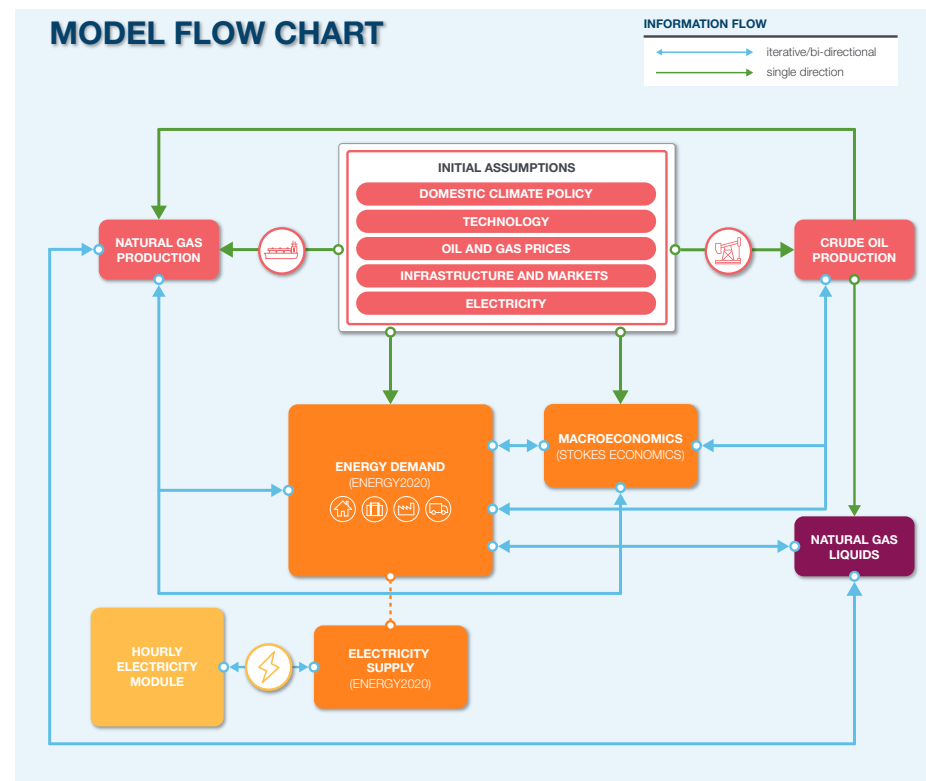 MODEL FLOW CHART
INFORMATION FLOW
iterative/bi-directional
single direction
INITIAL ASSUMPTIONS
DOMESTIC CLIMATE POLICY
TECHNOLOGY
OIL AND GAS PRICES
INFRASTRUCTURE AND MARKETS
ELECTRICITY
NATURAL GAS
PRODUCTION
CRUDE OIL
PRODUCTION
ENERGY DEMAND
(ENERGY2020)
MACROECONOMICS
(STOKES ECONOMICS)
NATURAL GAS
LIQUIDS
HOURLY
ELECTRICITY
MODULE
ELECTRICITY
SUPPLY
(ENERGY2020)